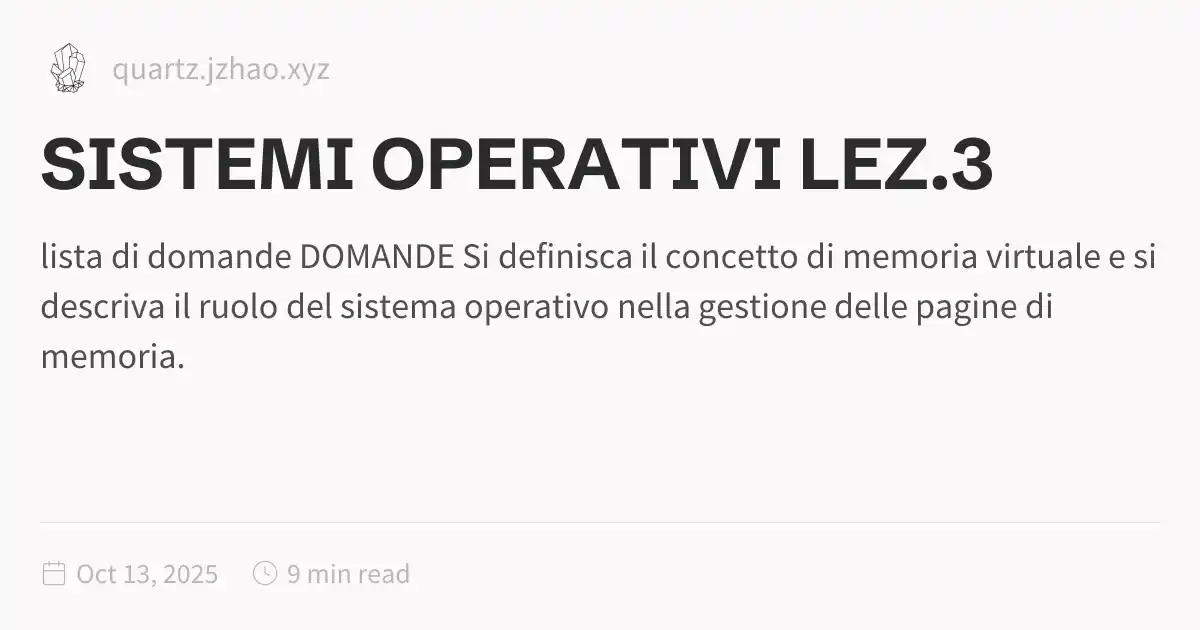 quartz.jzhao.xyz
SISTEMI OPERATIVI LEZ.3
lista di domande DOMANDE Si definisca il concetto di memoria virtuale e si
descriva il ruolo del sistema operativo nella gestione delle pagine di
memoria.
Oct 13, 2025 9 min read